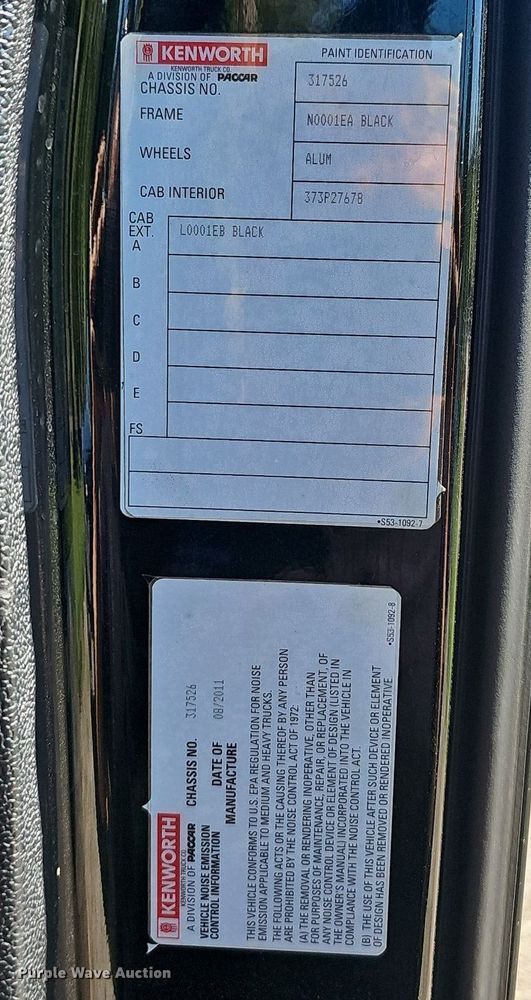 KENWORTH
KENWORTH TRUCK CO.
A DIVISION OF PACCAR
PAINT IDENTIFICATION
CHASSIS NO. 317526
FRAME N0001EA BLACK
WHEELS ALUM
CAB INTERIOR 373P27678
CAB
EXT.
A L0001EB BLACK
B
C
D
E
FS
•S53-1092-7
KENWORTH
KENWORTH TRUCK CO.
A DIVISION OF PACCAR
CHASSIS NO. 317526
VEHICLE NOISE EMISSION
CONTROL INFORMATION
DATE OF 08/2011
MANUFACTURE
THIS VEHICLE CONFORMS TO U.S. EPA REGULATION FOR NOISE
EMISSION APPLICABLE TO MEDIUM AND HEAVY TRUCKS.
THE FOLLOWING ACTS OR THE CAUSING THEREOF BY ANY PERSON
ARE PROHIBITED BY THE NOISE CONTROL ACT OF 1972.
(A) THE REMOVAL OR RENDERING INOPERATIVE, OTHER THAN
FOR PURPOSES OF MAINTENANCE, REPAIR, OR REPLACEMENT, OF
ANY NOISE CONTROL DEVICE OR ELEMENT OF DESIGN (LISTED IN
THE OWNER'S MANUAL) INCORPORATED INTO THE VEHICLE IN
COMPLIANCE WITH THE NOISE CONTROL ACT.
(B) THE USE OF THIS VEHICLE AFTER SUCH DEVICE OR ELEMENT
OF DESIGN HAS BEEN REMOVED OR RENDERED INOPERATIVE.
•S53-1092-8
Purple Wave Auction